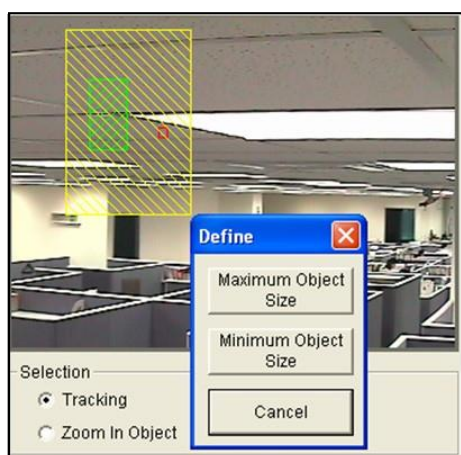 Define
Maximum Object
Size
Minimum Object
Size
Cancel
Selection
Tracking
Zoom In Object